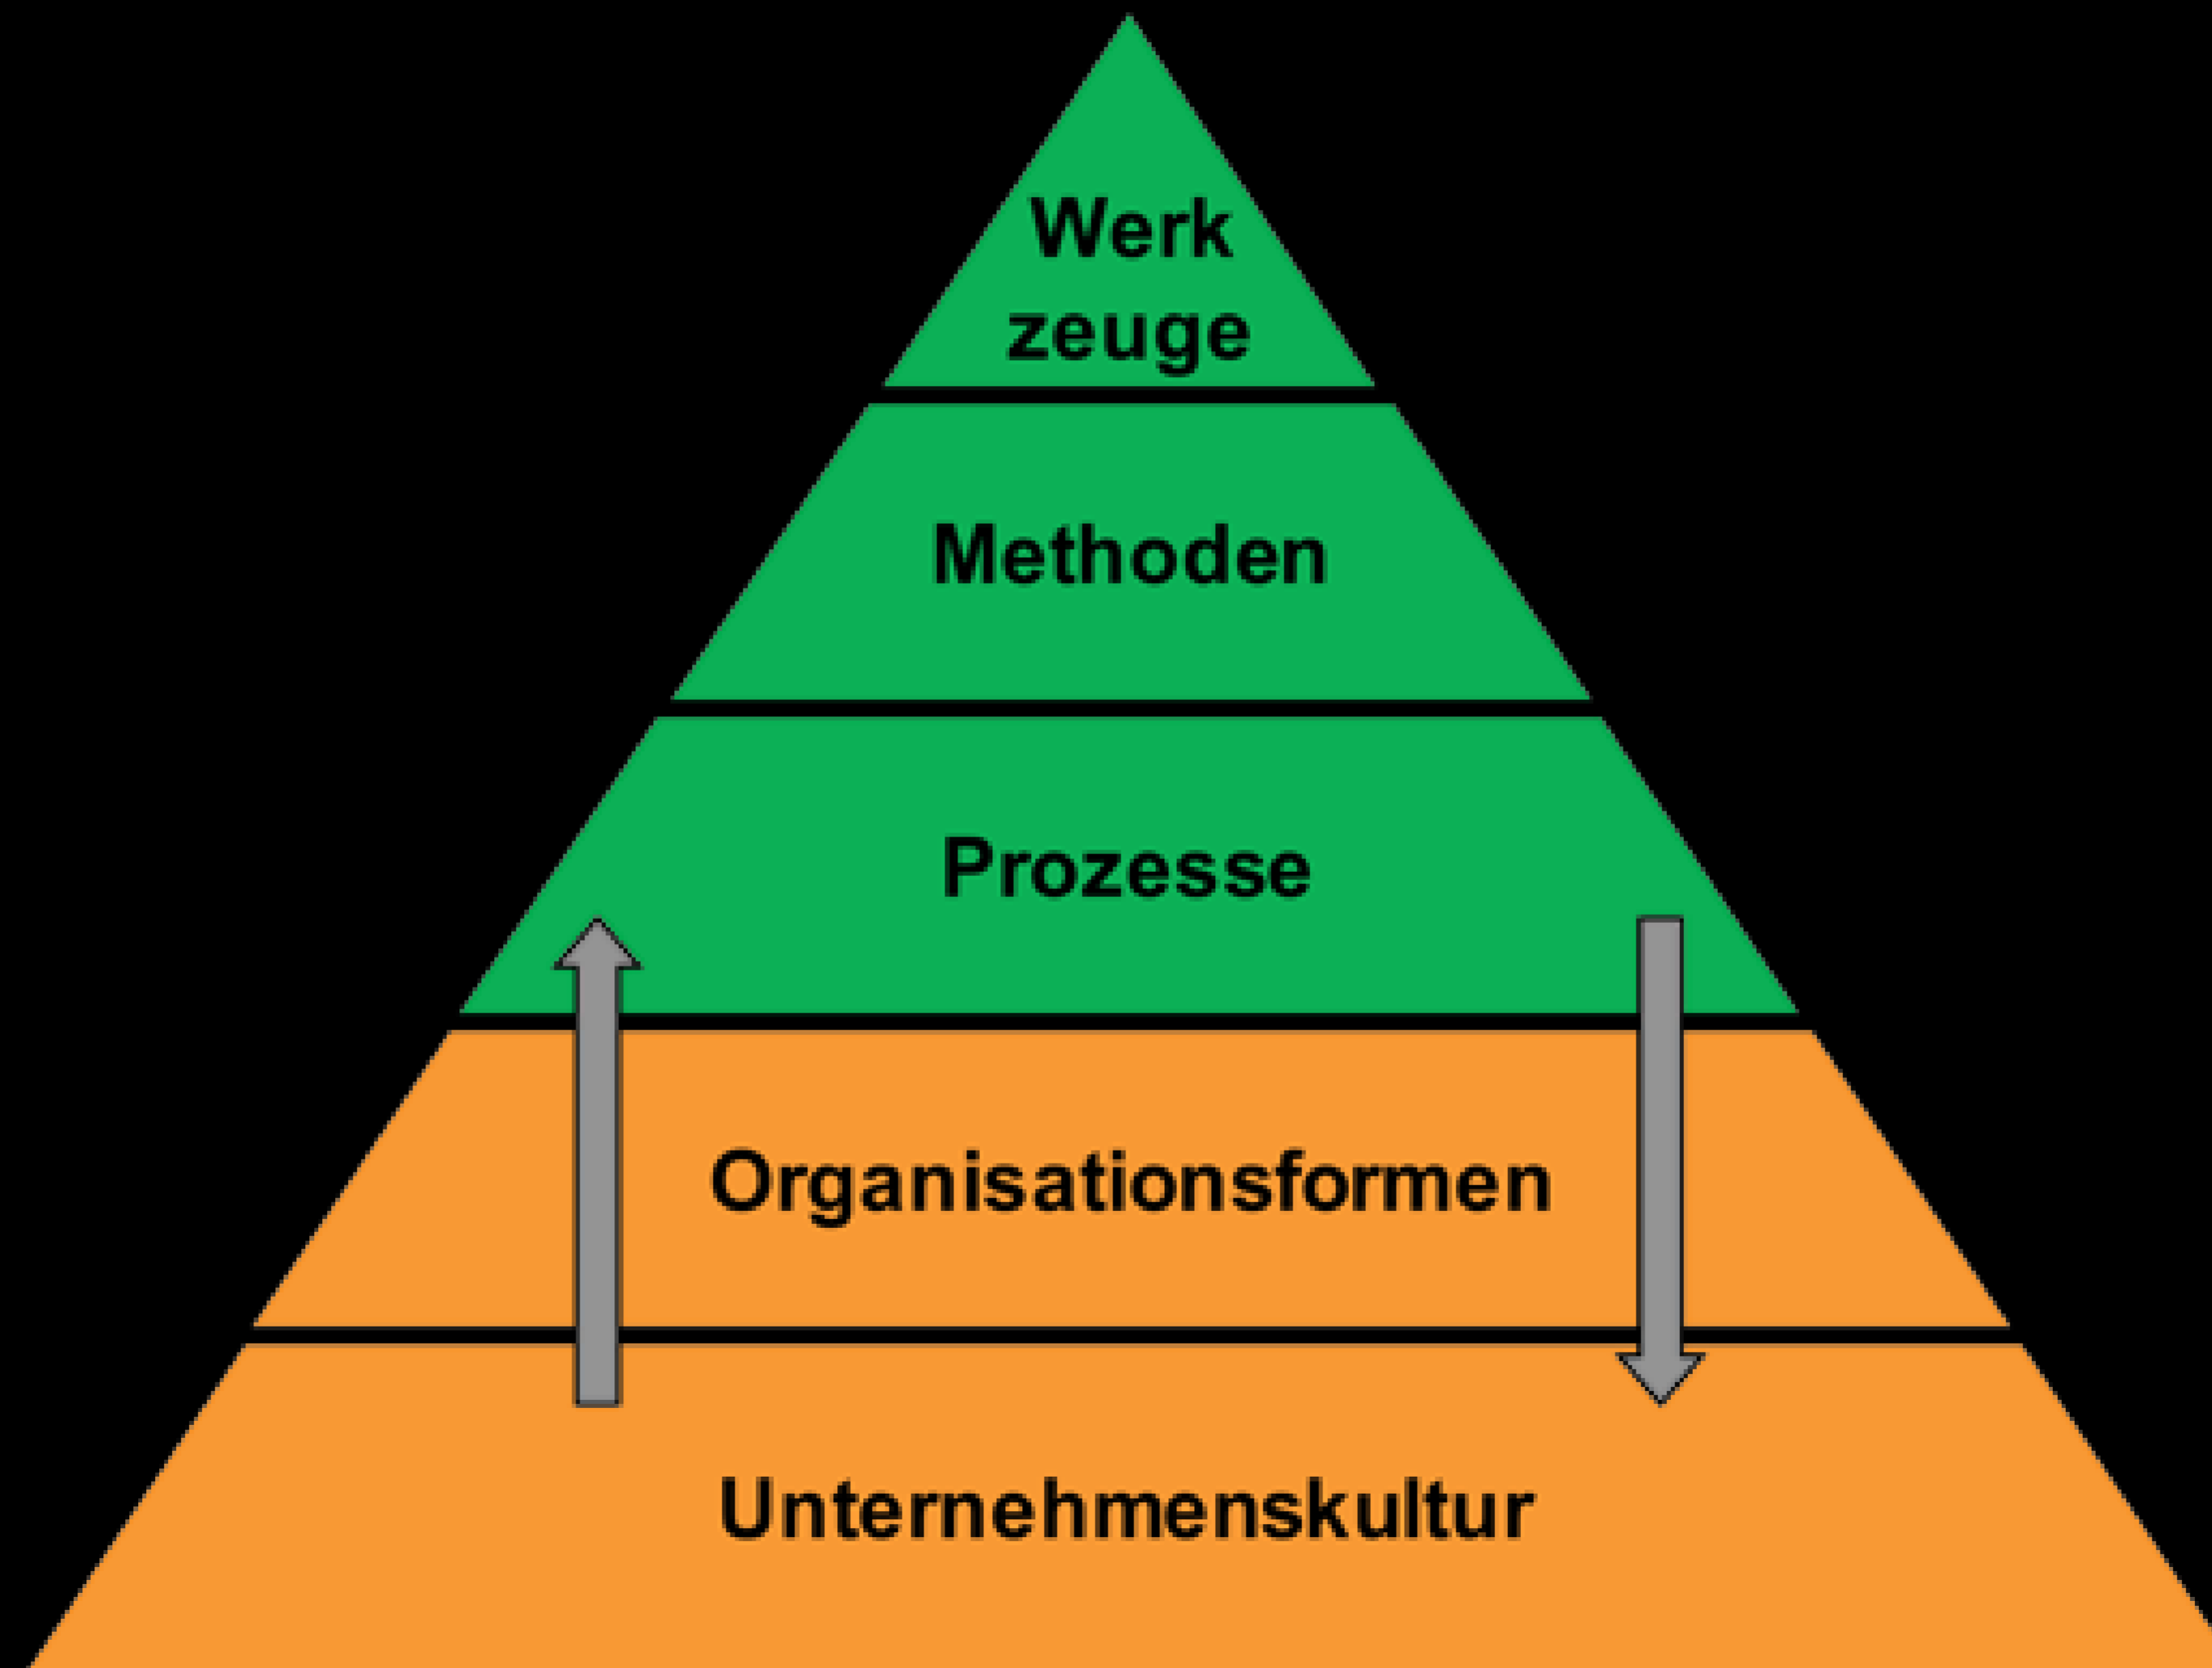 Werk
zeuge
Methoden
Prozesse
Organisationsformen
Unternehmenskultur